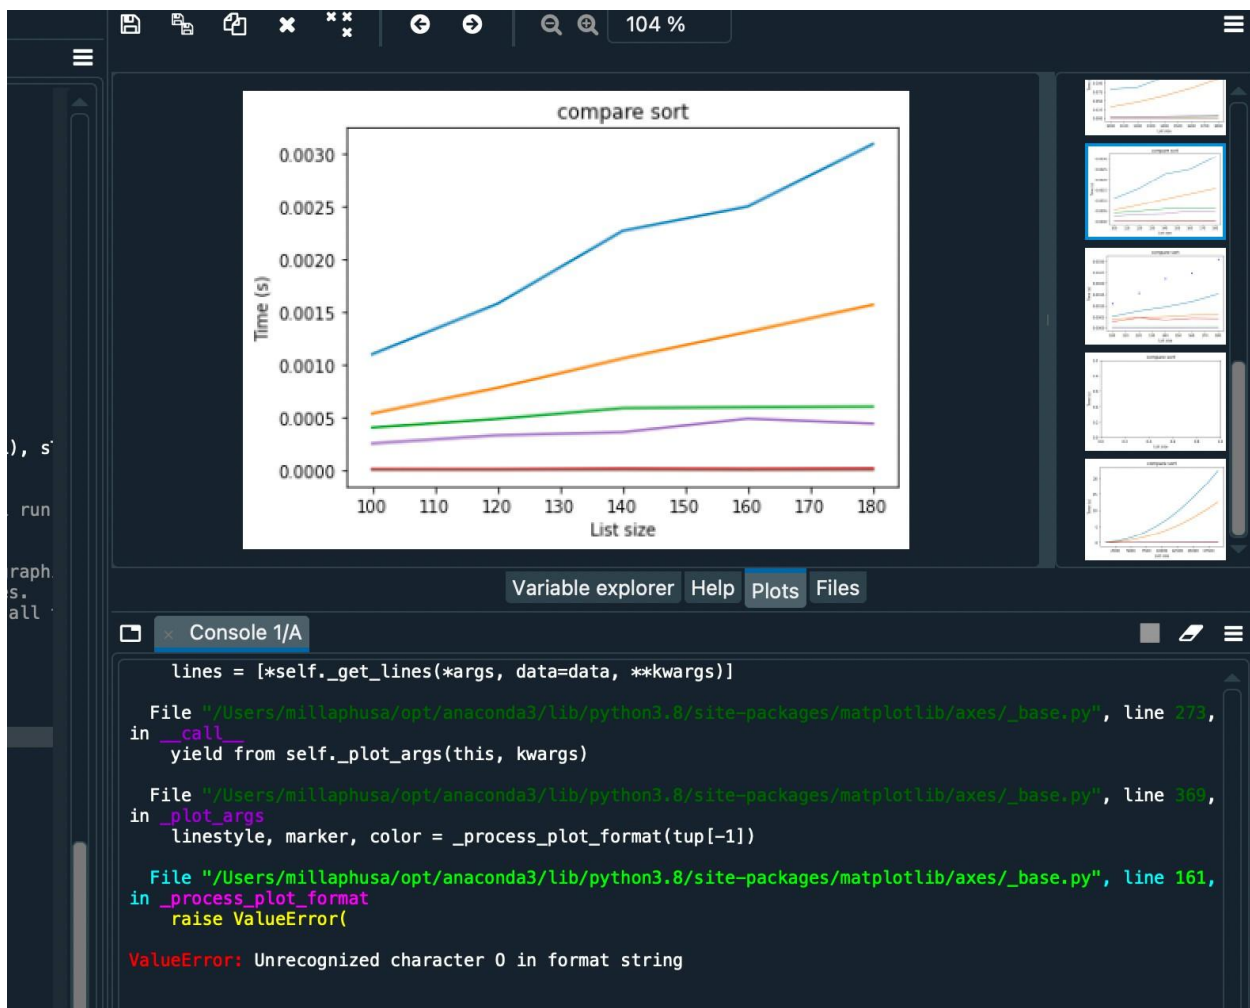 104 %
compare sort
0.0030
0.0025
0.0020
0.0015
0.0010
0.0005
0.0000
Time (s)
100 110 120 130 140 150 160 170 180
List size
), s
run
raph
s.
all
Variable explorer Help Plots Files
Console 1/A
lines = [*self._get_lines(*args, data=data, **kwargs)]
File "/Users/millaphusa/opt/anaconda3/lib/python3.8/site-packages/matplotlib/axes/_base.py", line 273,
in __call__
yield from self._plot_args(this, kwargs)
File "/Users/millaphusa/opt/anaconda3/lib/python3.8/site-packages/matplotlib/axes/_base.py", line 369,
in _plot_args
linestyle, marker, color = _process_plot_format(tup[-1])
File "/Users/millaphusa/opt/anaconda3/lib/python3.8/site-packages/matplotlib/axes/_base.py", line 161,
in _process_plot_format
raise ValueError(
ValueError: Unrecognized character O in format string